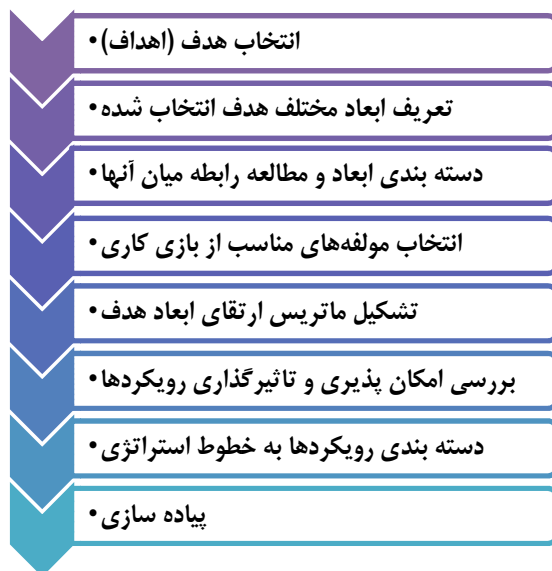 • انتخاب هدف (اهداف)
• تعریف ابعاد مختلف هدف انتخاب شده
• دسته بندی ابعاد و مطالعه رابطه میان آنها
• انتخاب مولفه‌های مناسب از بازی کاری
• تشکیل ماتریس ارتقای ابعاد هدف
• بررسی امکان پذیری و تاثیرگذاری رویکردها
• دسته بندی رویکردها به خطوط استراتژی
• پیاده سازی